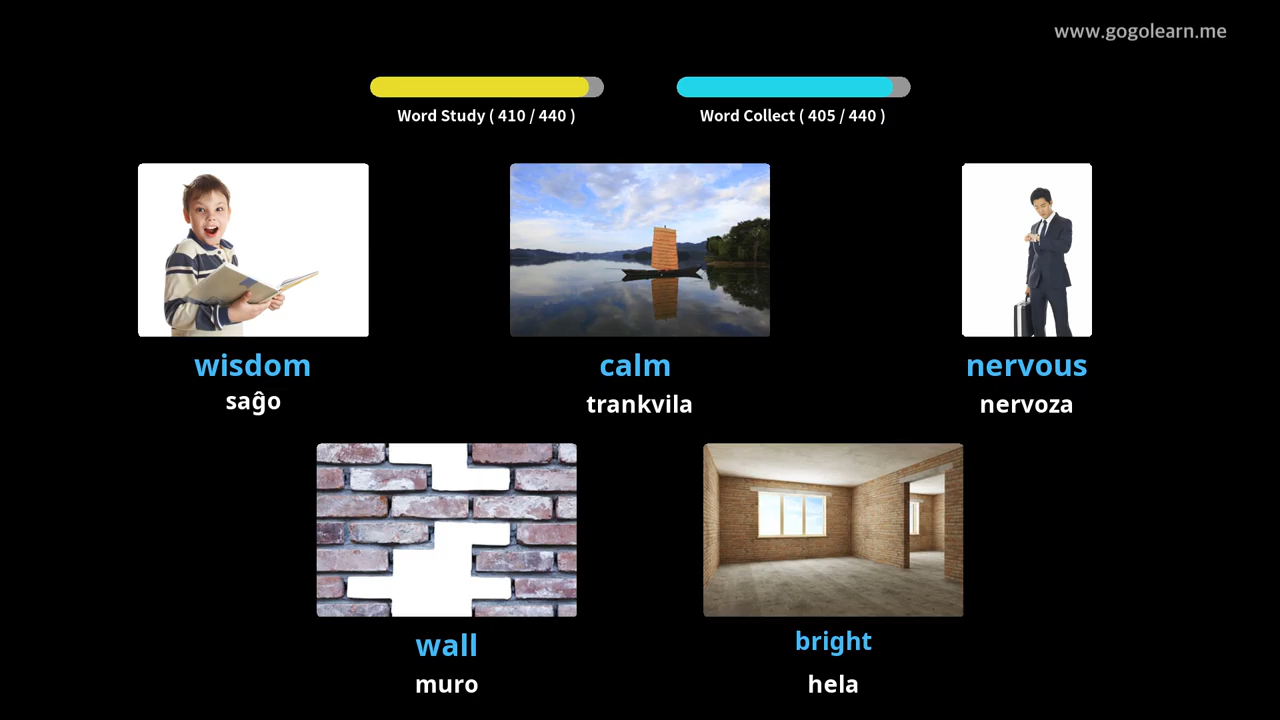 www.gogolearn.me
Word Study ( 410 / 440 )
Word Collect ( 405 / 440 )
wisdom
saĝo
calm
trankvila
nervous
nervoza
wall
muro
bright
hela